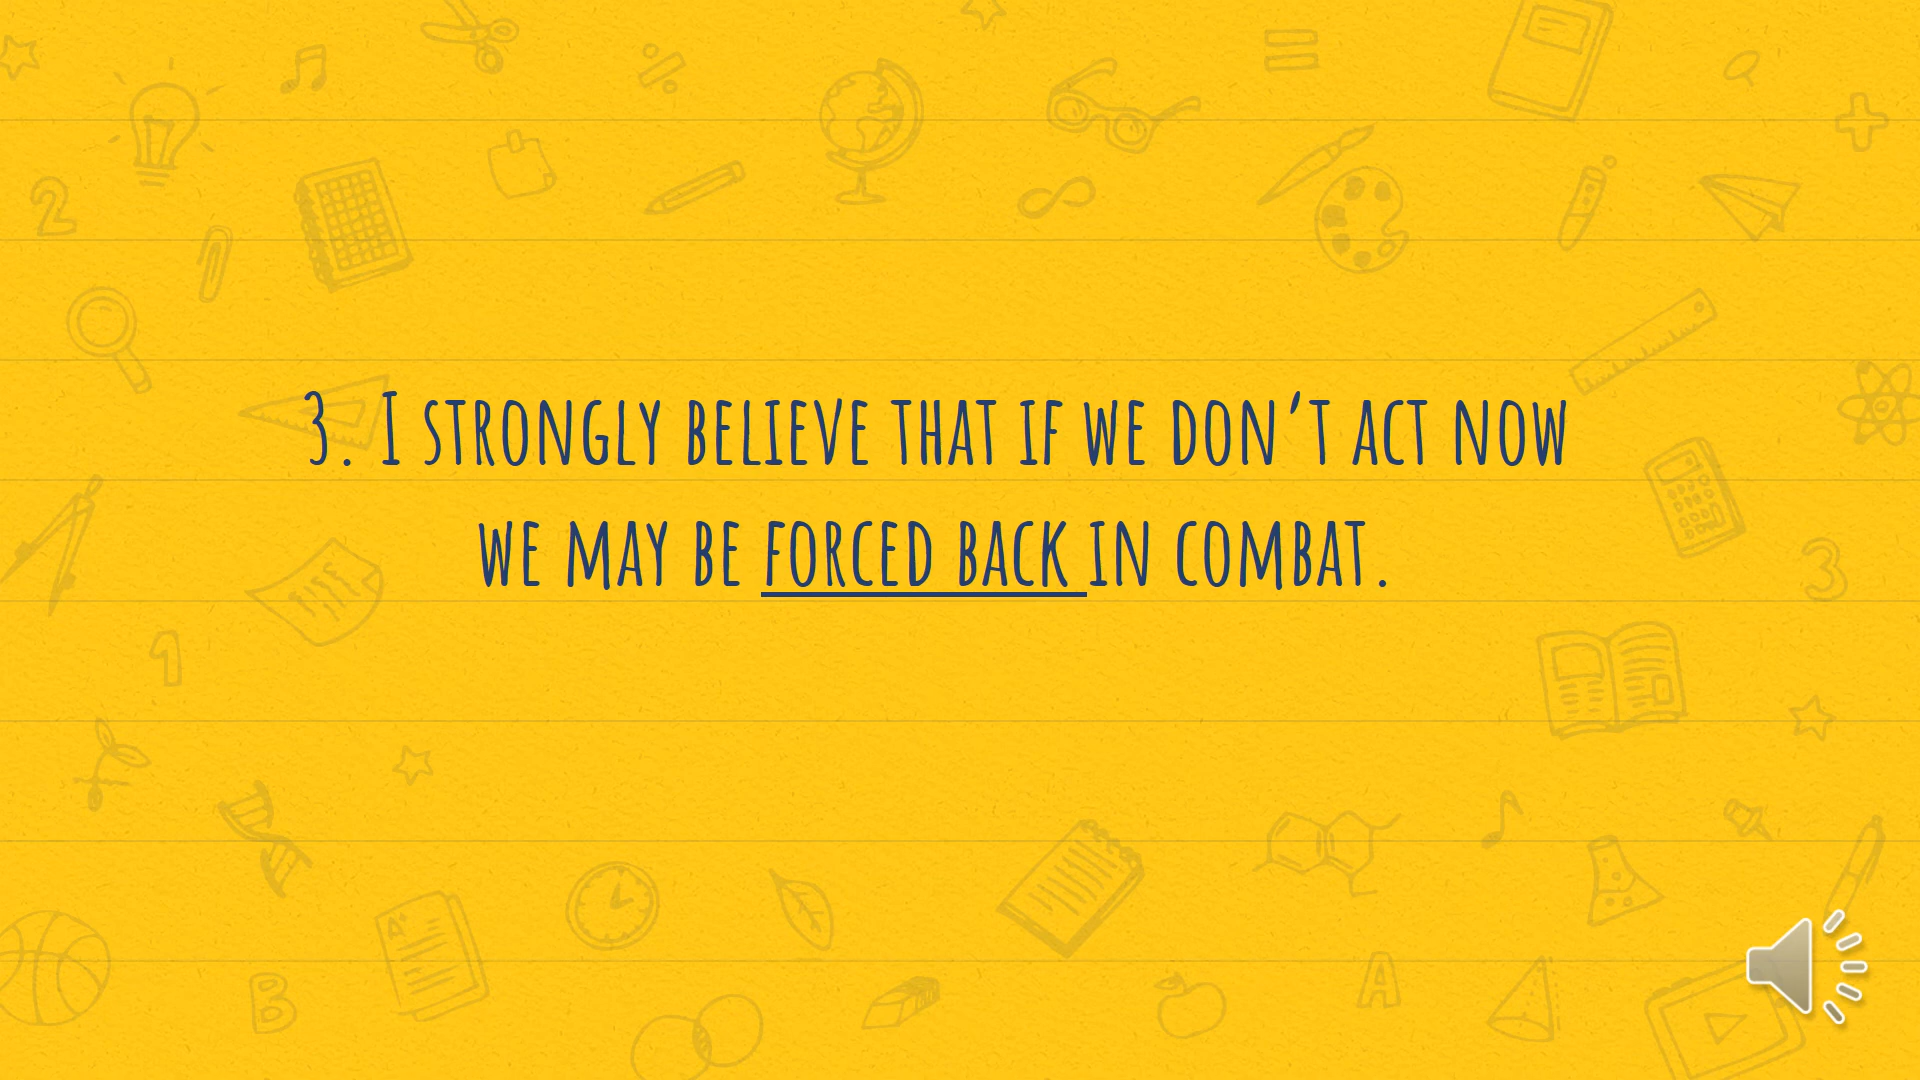 3. I STRONGLY BELIEVE THAT IF WE DON’T ACT NOW
WE MAY BE FORCED BACK IN COMBAT.